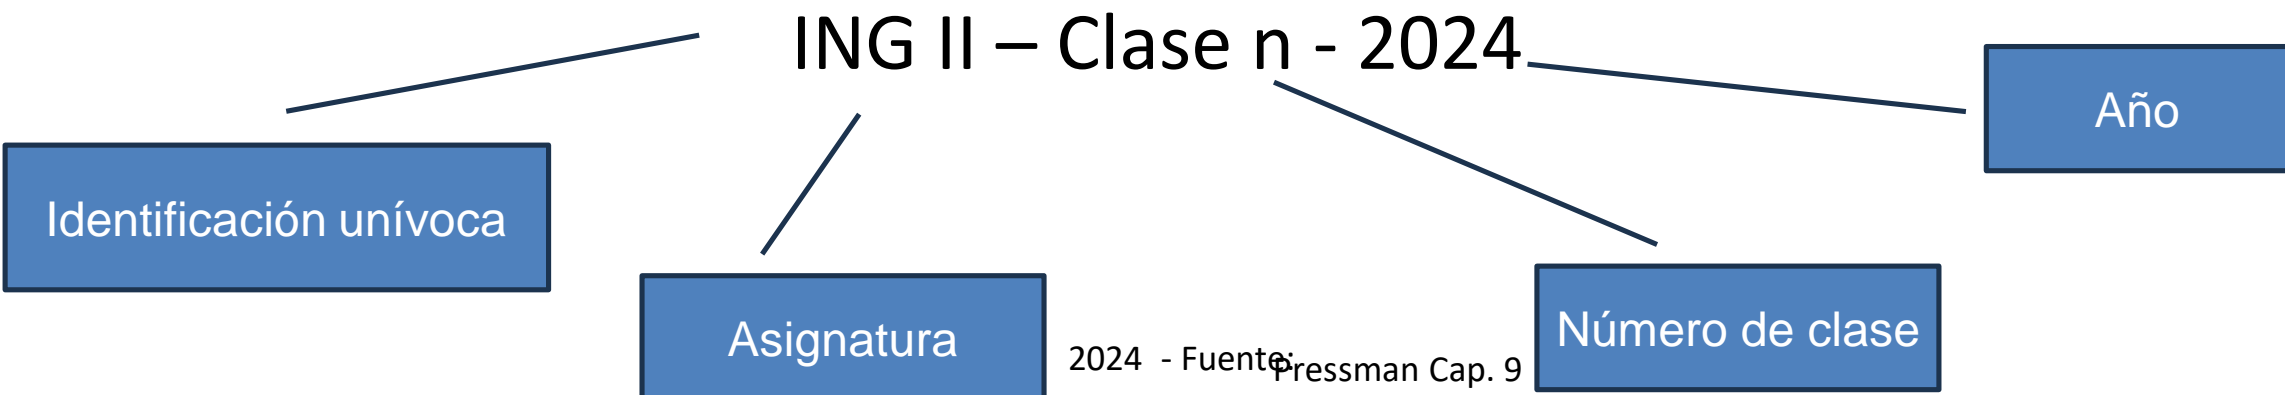 ING II – Clase n - 2024
Año
Identificación unívoca
Asignatura
Número de clase
2024 - Fuente:
Pressman Cap. 9